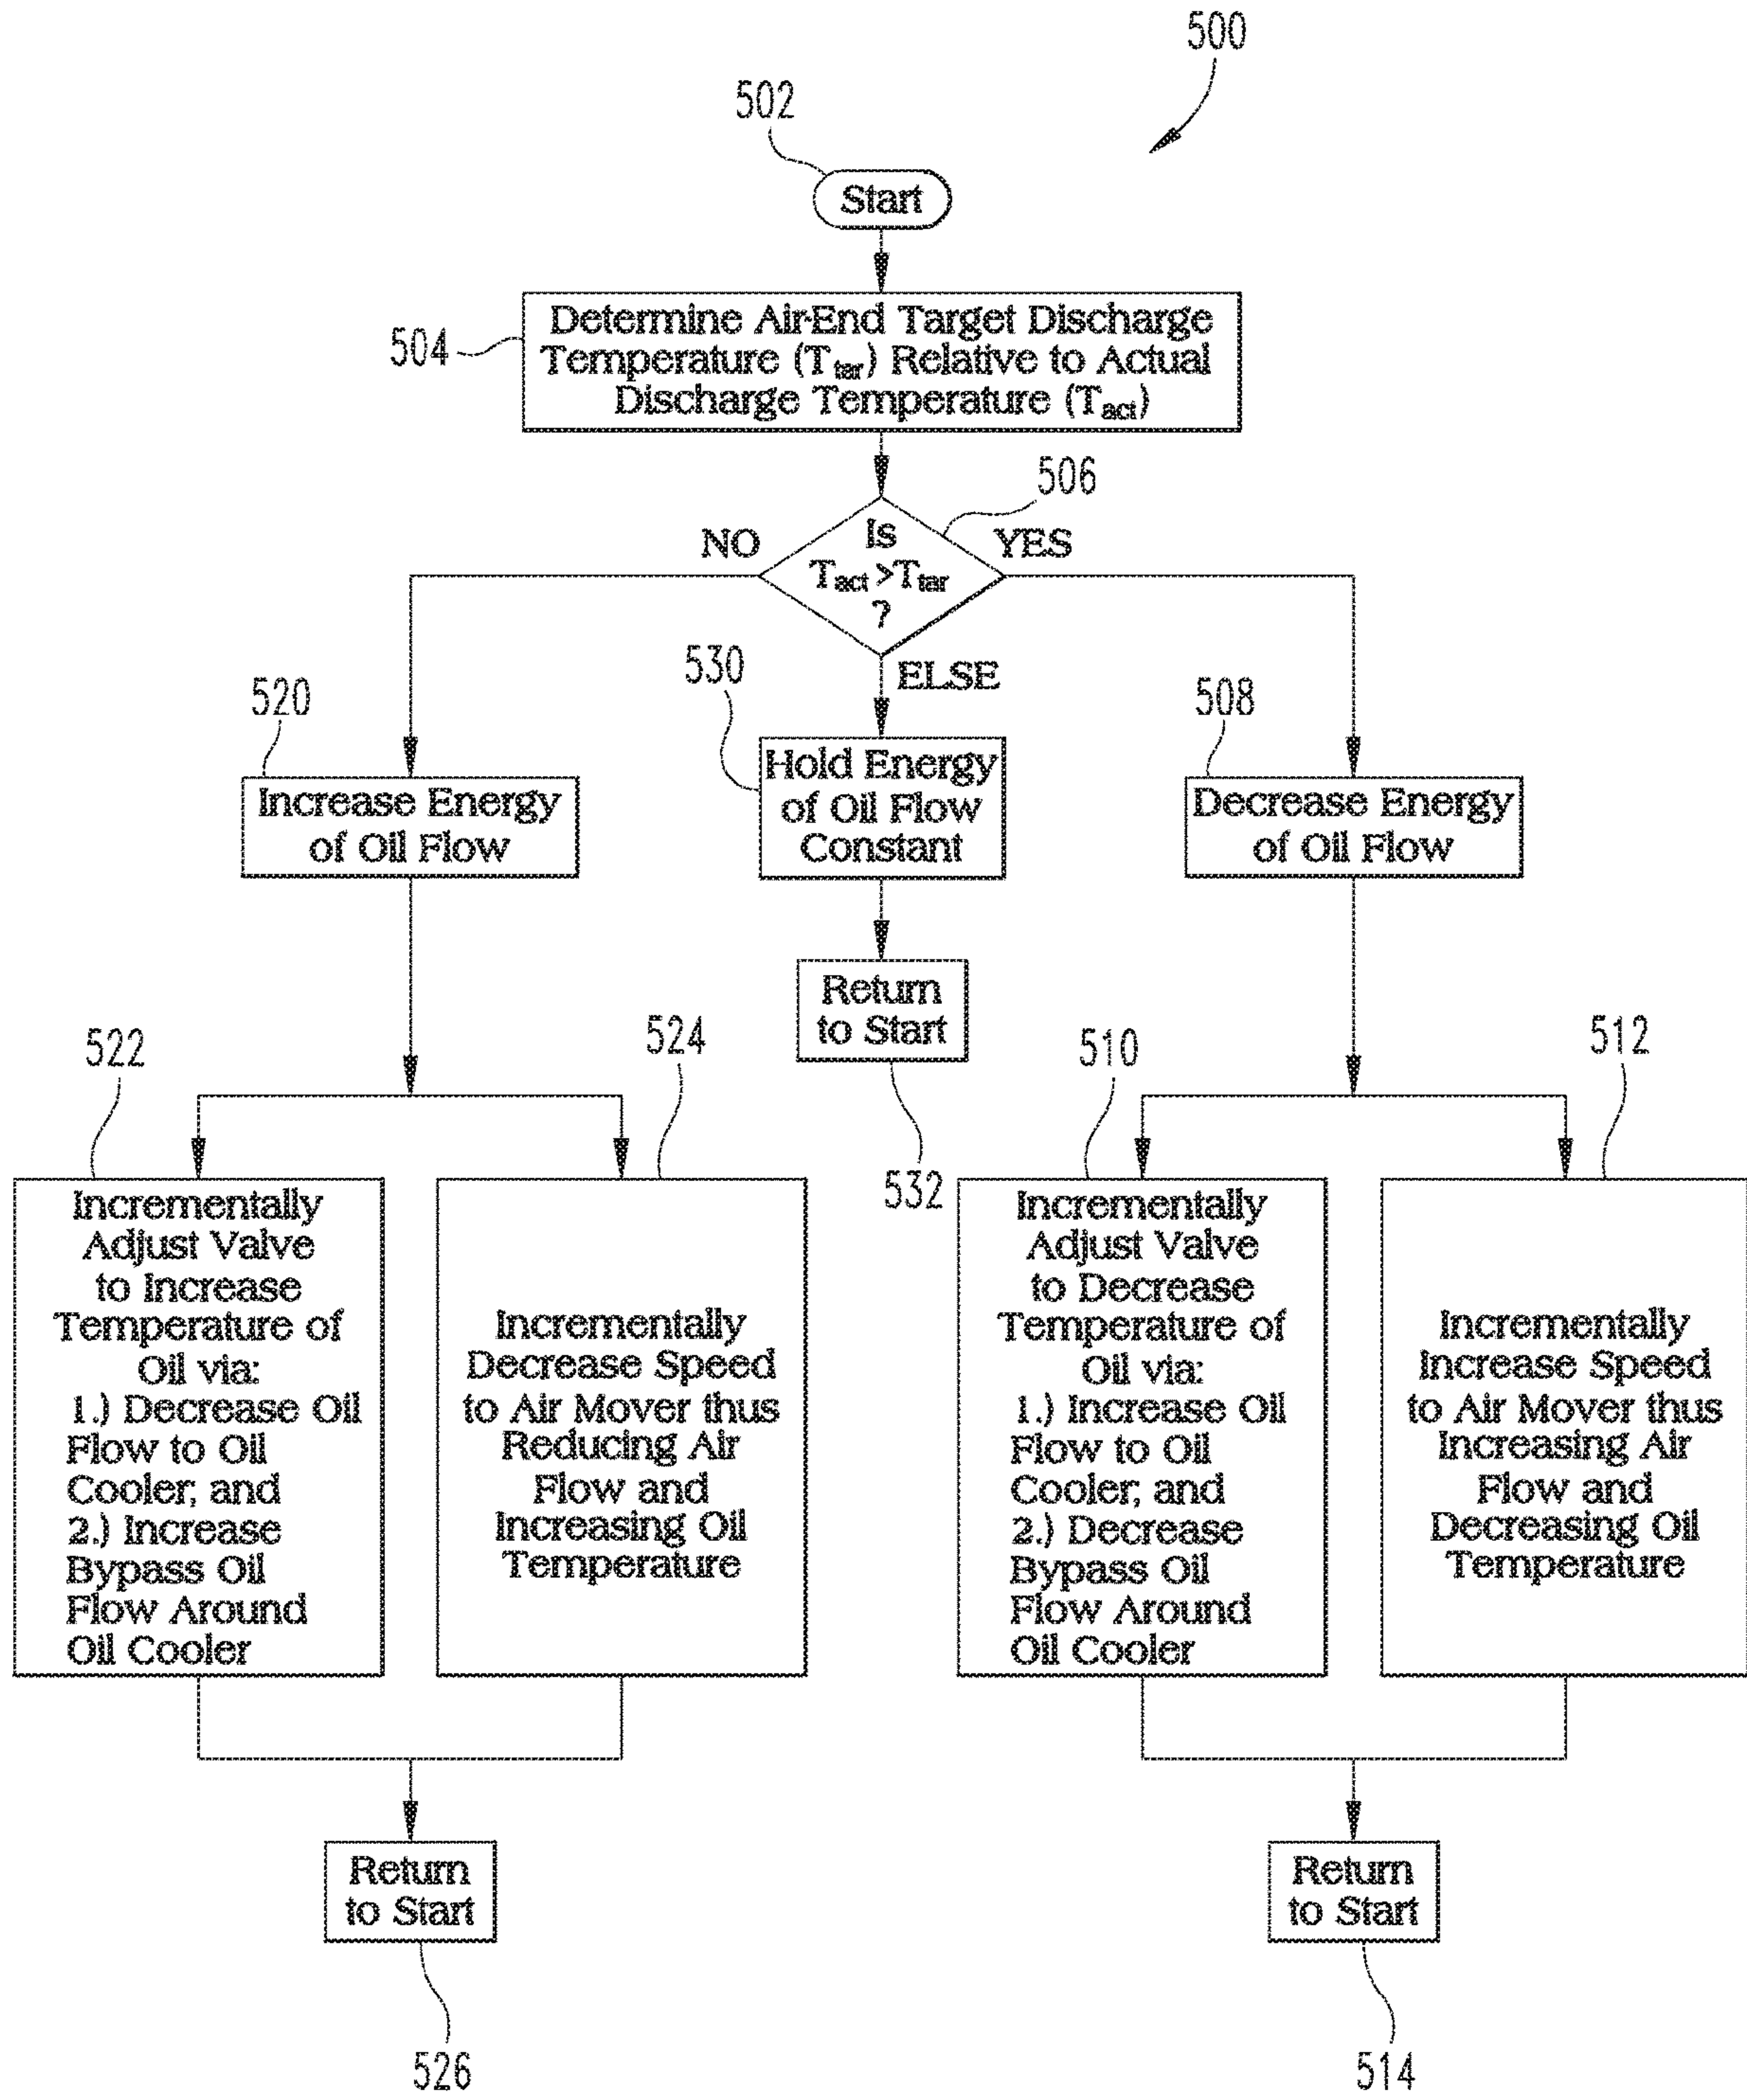 500
502
Start
504
Determine Air-End Target Discharge
Temperature (Ttar) Relative to Actual
Discharge Temperature (Tact)
506
NO
Is
Tact >Ttar
?
YES
ELSE
520
Increase Energy
of Oil Flow
530
Hold Energy
of Oil Flow
Constant
508
Decrease Energy
of Oil Flow
Return
to Start
532
522
Incrementally
Adjust Valve
to Increase
Temperature of
Oil via:
1.) Decrease Oil
Flow to Oil
Cooler; and
2.) Increase
Bypass Oil
Flow Around
Oil Cooler
524
Incrementally
Decrease Speed
to Air Mover thus
Reducing Air
Flow and
Increasing Oil
Temperature
510
Incrementally
Adjust Valve
to Decrease
Temperature of
Oil via:
1.) Increase Oil
Flow to Oil
Cooler; and
2.) Decrease
Bypass Oil
Flow Around
Oil Cooler
512
Incrementally
Increase Speed
to Air Mover thus
Increasing Air
Flow and
Decreasing Oil
Temperature
Return
to Start
526
Return
to Start
514